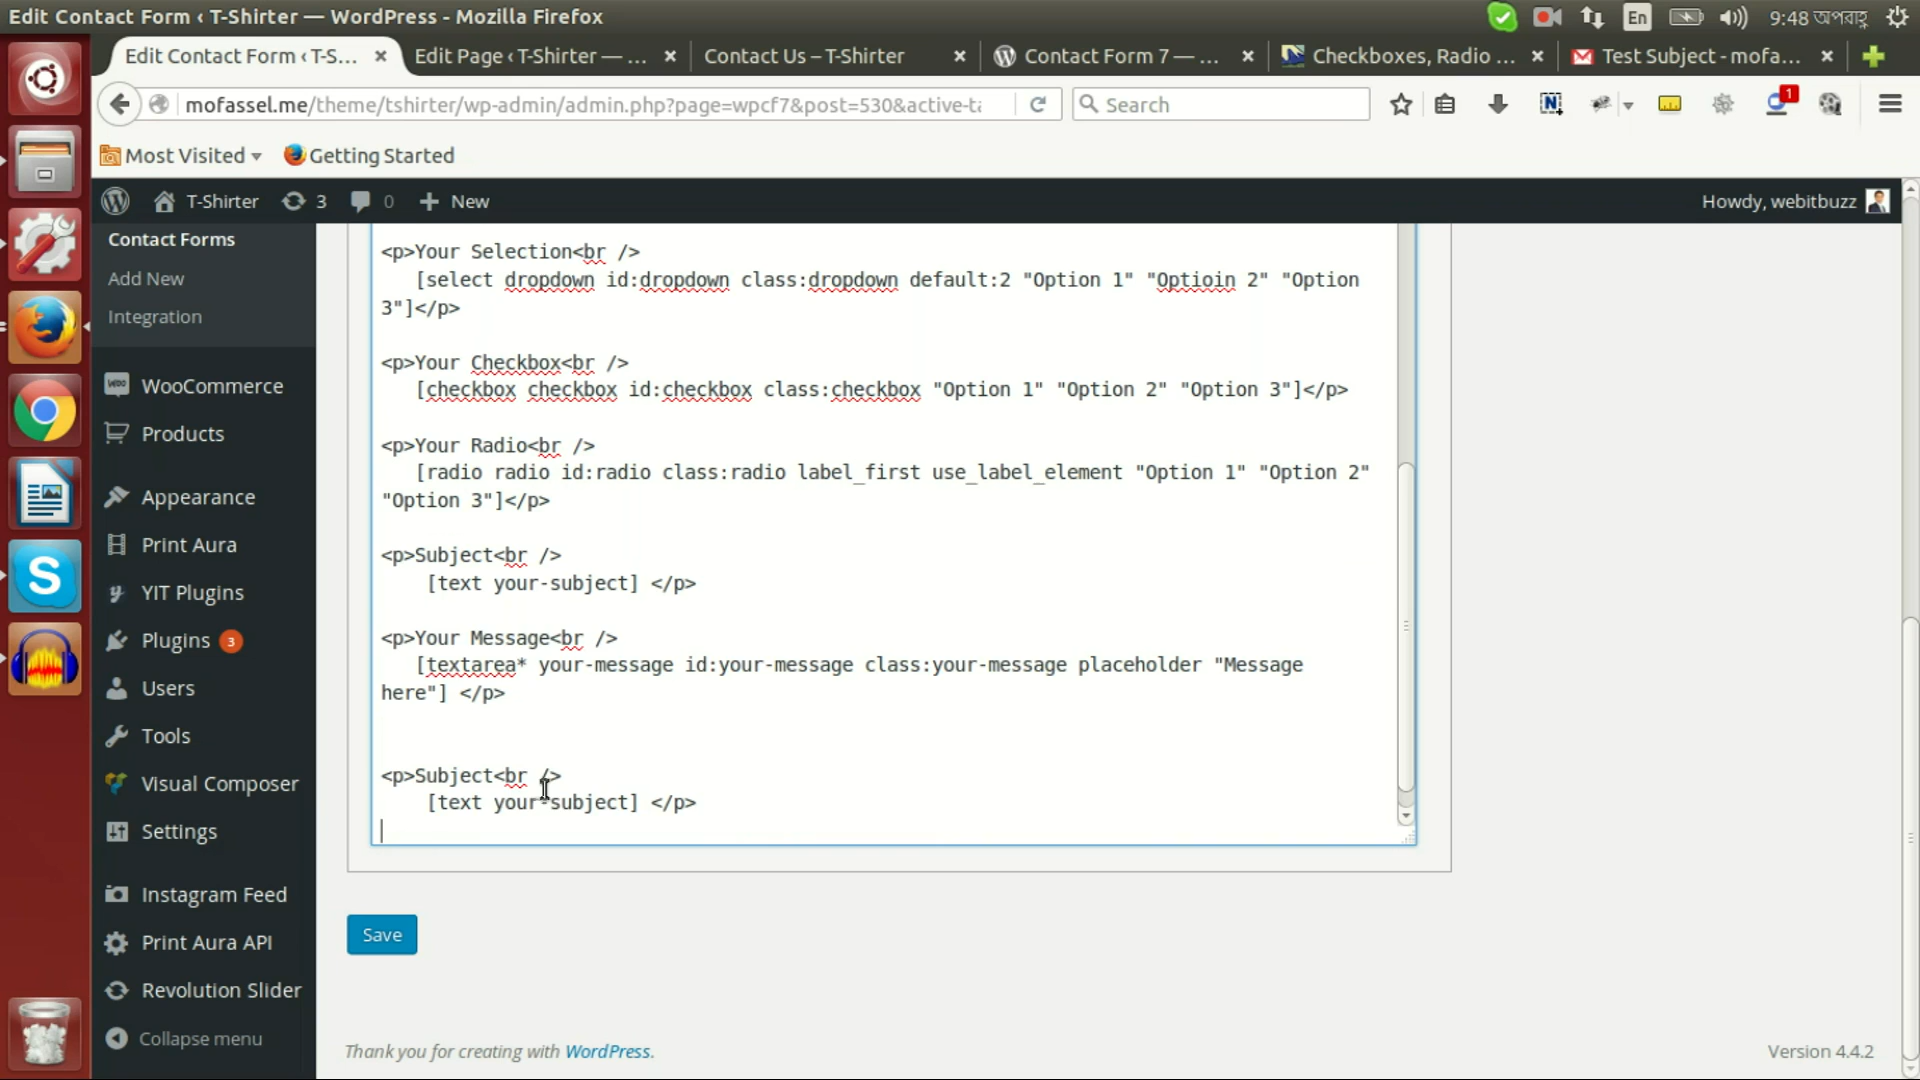 Edit Contact Form ‹ T-Shirter — WordPress - Mozilla Firefox
En
9:48 অপরাহ্ণ
Edit Contact Form ‹ T-S...
Edit Page ‹ T-Shirter — ...
Contact Us – T-Shirter
Contact Form 7 — ...
Checkboxes, Radio ...
Test Subject - mofa...
mofassel.me/theme/tshirter/wp-admin/admin.php?page=wpcf7&post=530&active-ta
Search
1
Most Visited
Getting Started
T-Shirter
3
0
New
Howdy, webitbuzz
Contact Forms
Add New
Integration
WooCommerce
Products
Appearance
Print Aura
YIT Plugins
Plugins 3
Users
Tools
Visual Composer
Settings
Instagram Feed
Print Aura API
Revolution Slider
Collapse menu
<p>Your Selection<br />
[select dropdown id:dropdown class:dropdown default:2 "Option 1" "Optioin 2" "Option
3"]</p>
<p>Your Checkbox<br />
[checkbox checkbox id:checkbox class:checkbox "Option 1" "Option 2" "Option 3"]</p>
<p>Your Radio<br />
[radio radio id:radio class:radio label_first use_label_element "Option 1" "Option 2"
"Option 3"]</p>
<p>Subject<br />
[text your-subject] </p>
<p>Your Message<br />
[textarea* your-message id:your-message class:your-message placeholder "Message
here"] </p>
<p>Subject<br />
[text your-subject] </p>
Save
Thank you for creating with WordPress.
Version 4.4.2